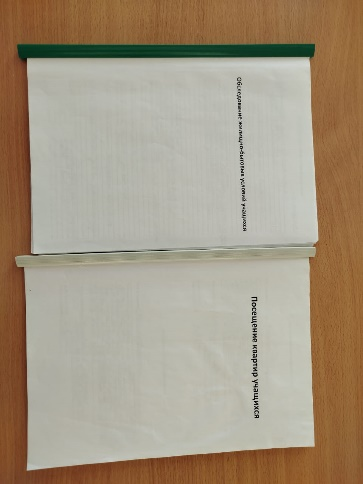 Обследование жилищно-бытовых условий учащихся
Посещение квартир учащихся